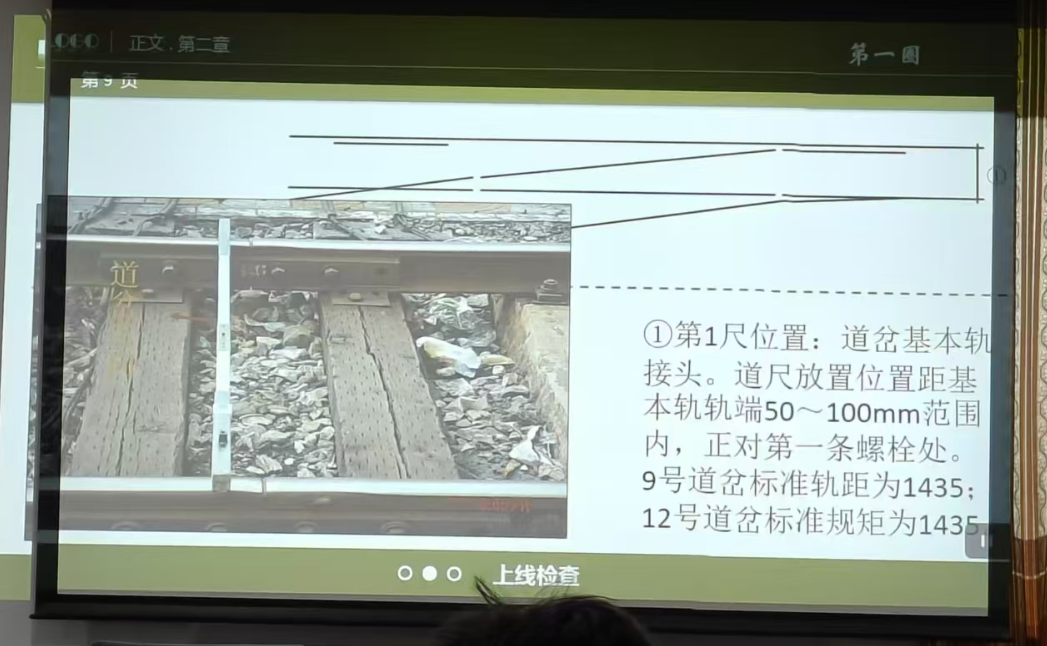 LOGO
正文.第二章
第一圈
第9页
①
道岔
①第1尺位置：道岔基本轨
接头。道尺放置位置距基
本轨轨端50～100mm范围
内，正对第一条螺栓处。
9号道岔标准轨距为1435；
12号道岔标准规矩为1435
上线检查